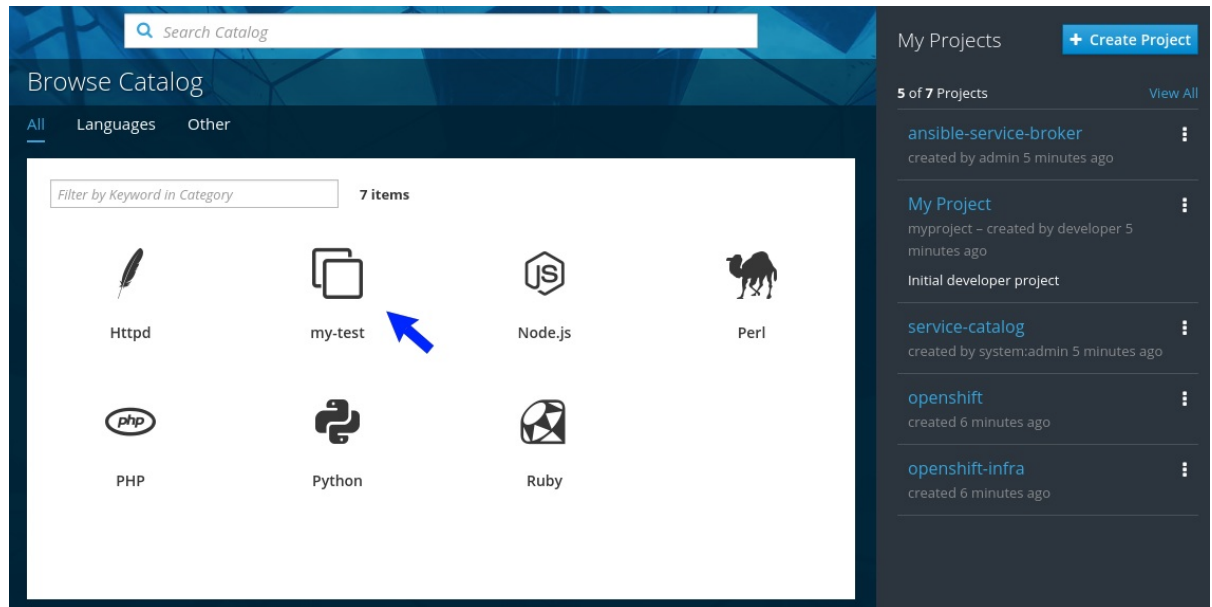 Search Catalog
Browse Catalog
All Languages Other
Filter by Keyword in Category 7 items
JS
Httpd my-test Node.js Perl
php
PHP Python Ruby
My Projects + Create Project
5 of 7 Projects View All
ansible-service-broker
created by admin 5 minutes ago
My Project
myproject – created by developer 5
minutes ago
Initial developer project
service-catalog
created by system:admin 5 minutes ago
openshift
created 6 minutes ago
openshift-infra
created 6 minutes ago